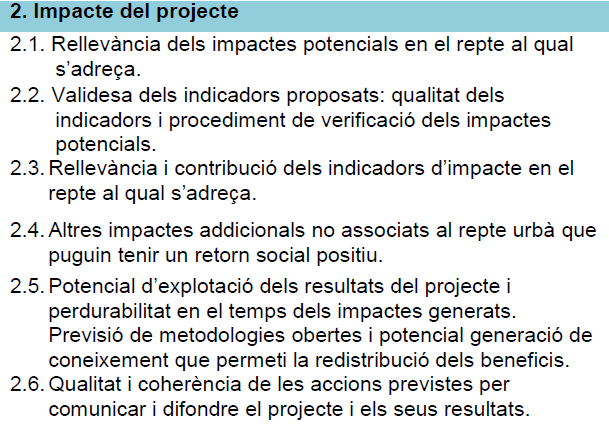 2. Impacte del projecte
2.1. Rellevància dels impactes potencials en el repte al qual
s’adreça.
2.2. Validesa dels indicadors proposats: qualitat dels
indicadors i procediment de verificació dels impactes
potencials.
2.3. Rellevància i contribució dels indicadors d’impacte en el
repte al qual s’adreça.
2.4. Altres impactes addicionals no associats al repte urbà que
puguin tenir un retorn social positiu.
2.5. Potencial d’explotació dels resultats del projecte i
perdurabilitat en el temps dels impactes generats.
Previsió de metodologies obertes i potencial generació de
coneixement que permeti la redistribució dels beneficis.
2.6. Qualitat i coherència de les accions previstes per
comunicar i difondre el projecte i els seus resultats.